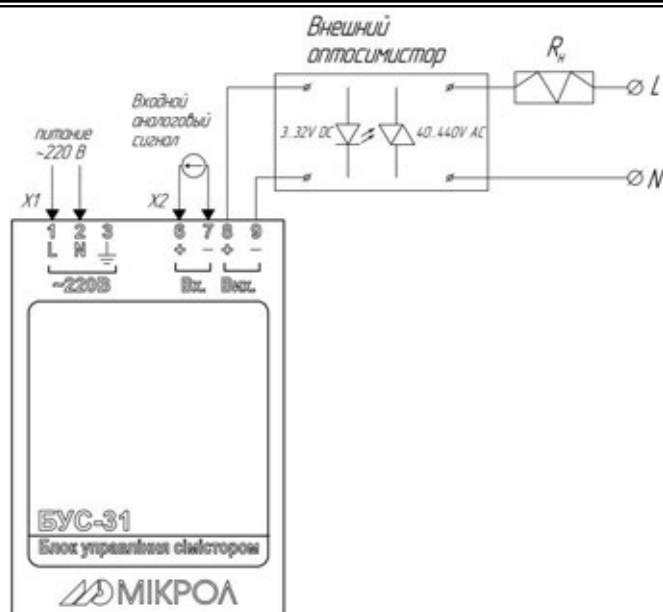 Внешний
оптосимистор
Rн
L
N
3..32V DC
40..440V AC
Входной
аналоговый
сигнал
питание
~220 В
X1
X2
1 2 3
L N
6 7 8 9
+ - + -
~220В
Вх. Вих.
БУС-31
Блок управління сімістором
МІКРОЛ